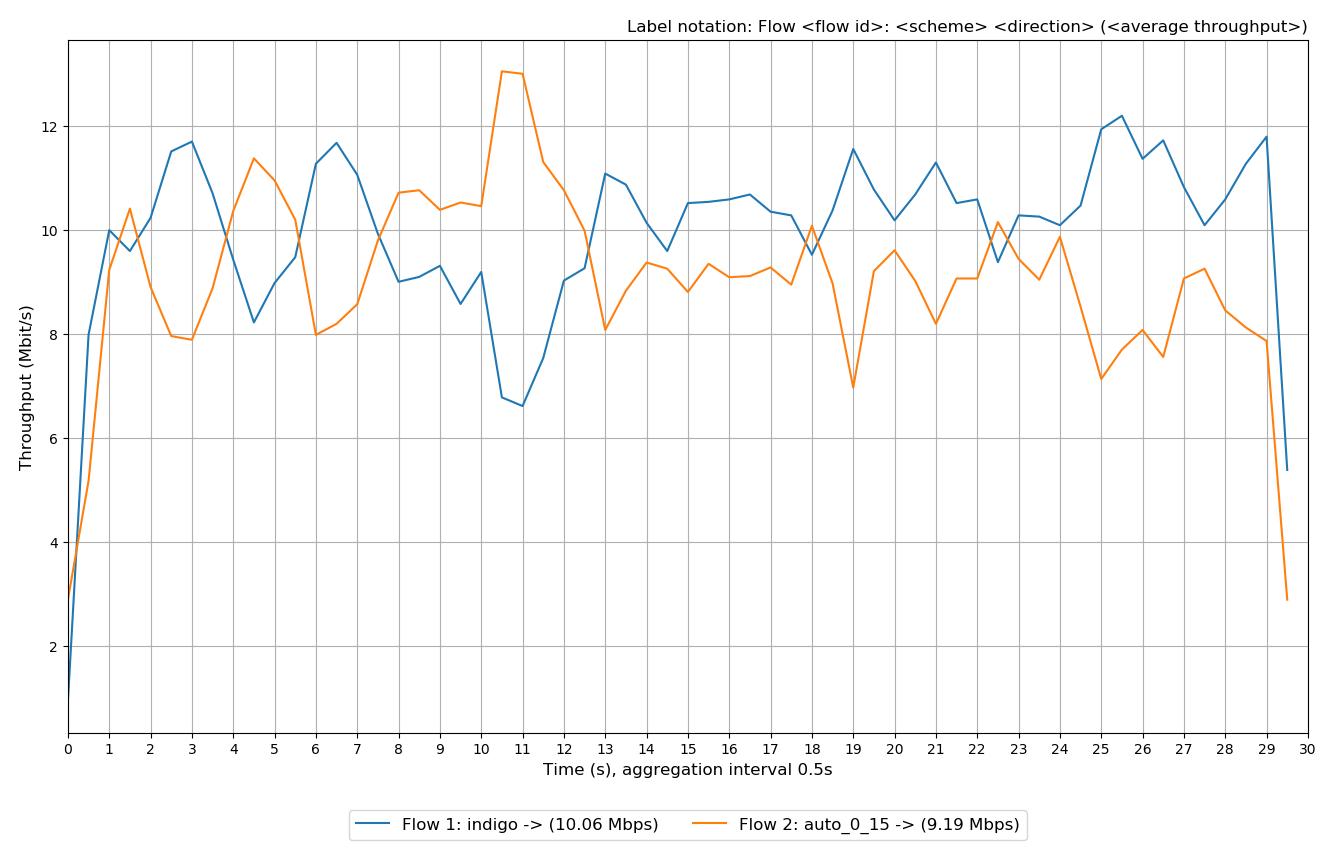 Label notation: Flow <flow id>: <scheme> <direction> (<average throughput>)
12
10
8
6
4
2
Throughput (Mbit/s)
0 1 2 3 4 5 6 7 8 9 10 11 12 13 14 15 16 17 18 19 20 21 22 23 24 25 26 27 28 29 30
Time (s), aggregation interval 0.5s
Flow 1: indigo -> (10.06 Mbps) Flow 2: auto_0_15 -> (9.19 Mbps)